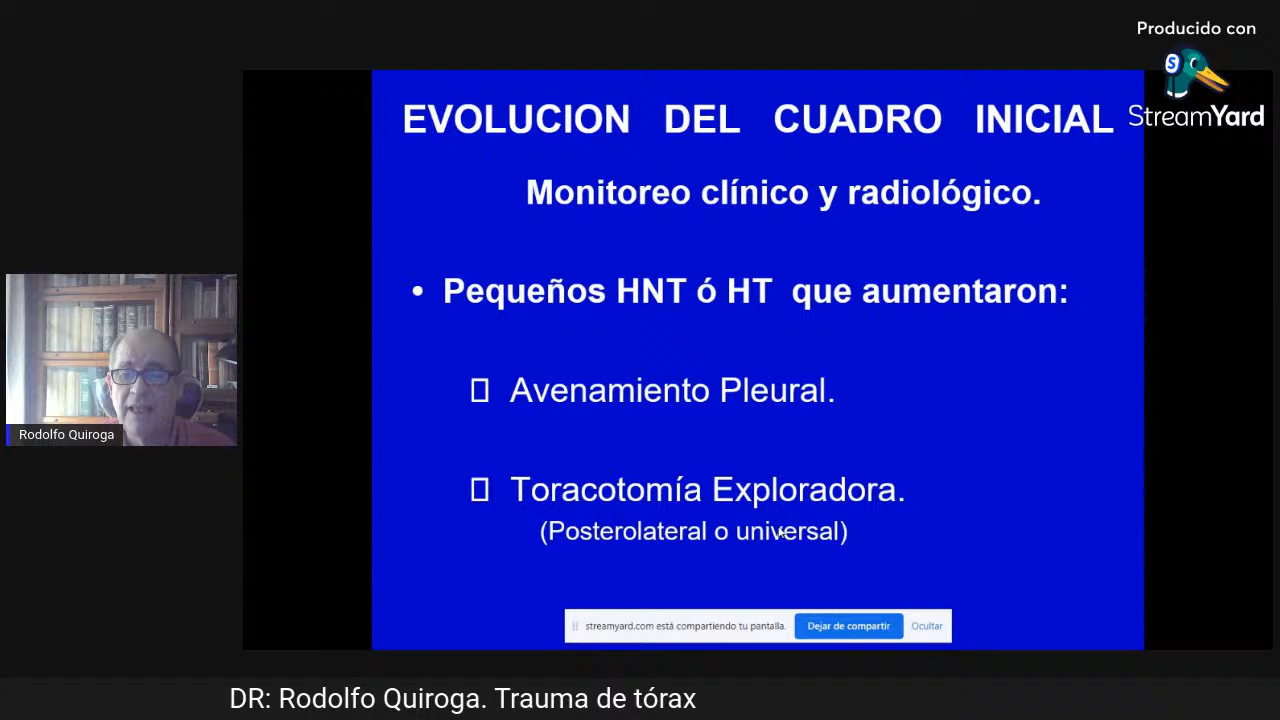 Producido con
StreamYard
EVOLUCION DEL CUADRO INICIAL
Monitoreo clínico y radiológico.
• Pequeños HNT ó HT que aumentaron:
Avenamiento Pleural.
Toracotomía Exploradora.
(Posterolateral o universal)
Rodolfo Quiroga
streamyard.com está compartiendo tu pantalla. Dejar de compartir Ocultar
DR: Rodolfo Quiroga. Trauma de tórax